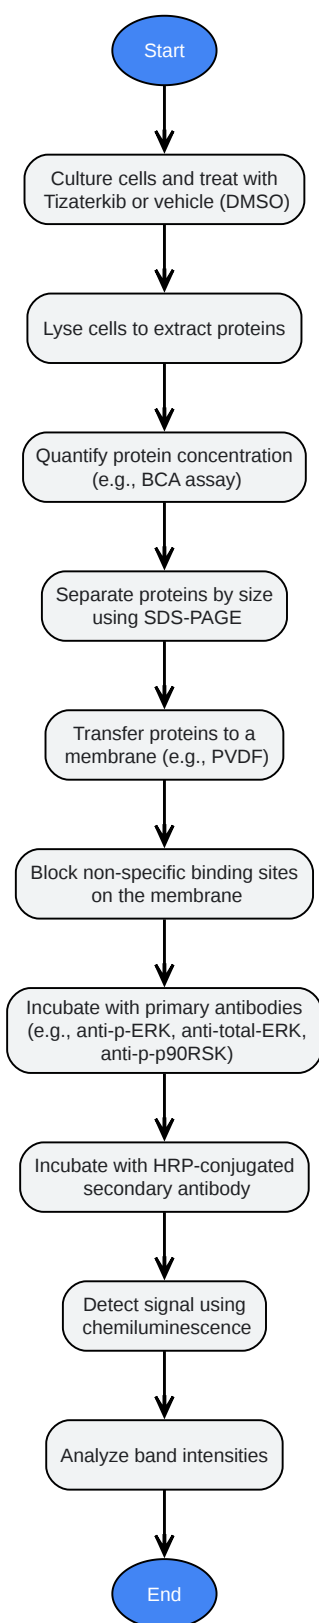 Start
Culture cells and treat with
Tizaterkib or vehicle (DMSO)
Lyse cells to extract proteins
Quantify protein concentration
(e.g., BCA assay)
Separate proteins by size
using SDS-PAGE
Transfer proteins to a
membrane (e.g., PVDF)
Block non-specific binding sites
on the membrane
Incubate with primary antibodies
(e.g., anti-p-ERK, anti-total-ERK,
anti-p-p90RSK)
Incubate with HRP-conjugated
secondary antibody
Detect signal using
chemiluminescence
Analyze band intensities
End